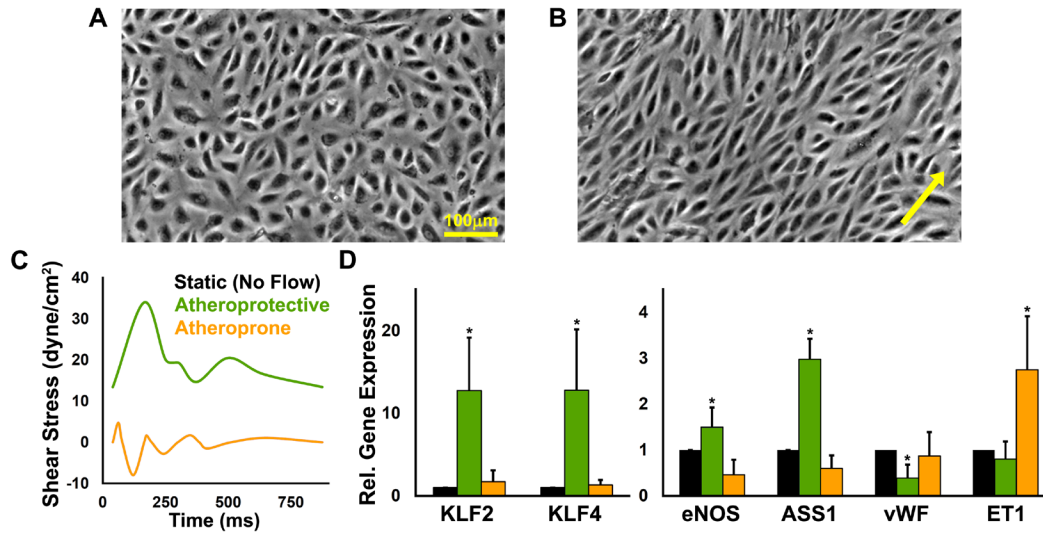 A
B
100µm
C
D
Shear Stress (dyne/cm²)
40
30
20
10
0
-10
0
250
500
750
Time (ms)
Static (No Flow)
Atheroprotective
Atheroprone
Rel. Gene Expression
20
10
0
*
*
KLF2
KLF4
4
3
2
1
0
*
*
*
*
eNOS
ASS1
vWF
ET1